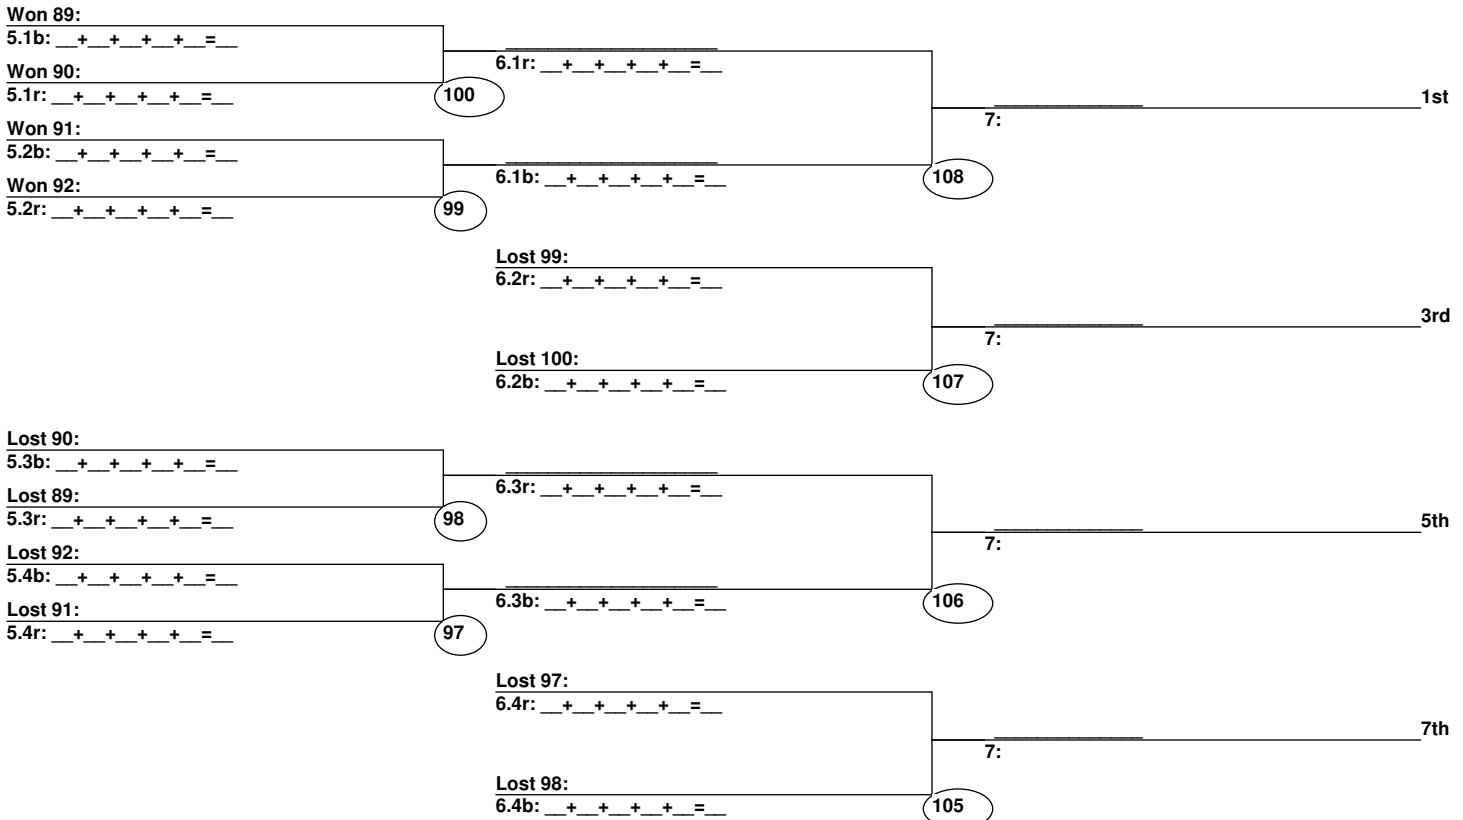 Won 89:
5.1b: __+__+__+__+__=__
Won 90:
5.1r: __+__+__+__+__=__
100
Won 91:
5.2b: __+__+__+__+__=__
Won 92:
5.2r: __+__+__+__+__=__
99
6.1r: __+__+__+__+__=__
6.1b: __+__+__+__+__=__
108
7:
1st
Lost 99:
6.2r: __+__+__+__+__=__
Lost 100:
6.2b: __+__+__+__+__=__
107
7:
3rd
Lost 90:
5.3b: __+__+__+__+__=__
Lost 89:
5.3r: __+__+__+__+__=__
98
Lost 92:
5.4b: __+__+__+__+__=__
Lost 91:
5.4r: __+__+__+__+__=__
97
6.3r: __+__+__+__+__=__
6.3b: __+__+__+__+__=__
106
7:
5th
Lost 97:
6.4r: __+__+__+__+__=__
Lost 98:
6.4b: __+__+__+__+__=__
105
7:
7th